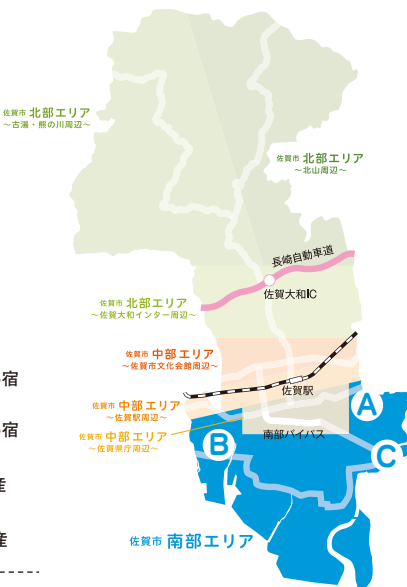 佐賀市 北部エリア
～古湯・熊の川周辺～
佐賀市 北部エリア
～北山周辺～
長崎自動車道
佐賀大和IC
佐賀市 北部エリア
～佐賀大和インター周辺～
佐賀市 中部エリア
～佐賀市文化会館周辺～
宿
佐賀駅
佐賀市 中部エリア
～佐賀駅周辺～
A
宿
佐賀市 中部エリア
～佐賀県庁周辺～
南部バイパス
B
C
産
産
佐賀市 南部エリア